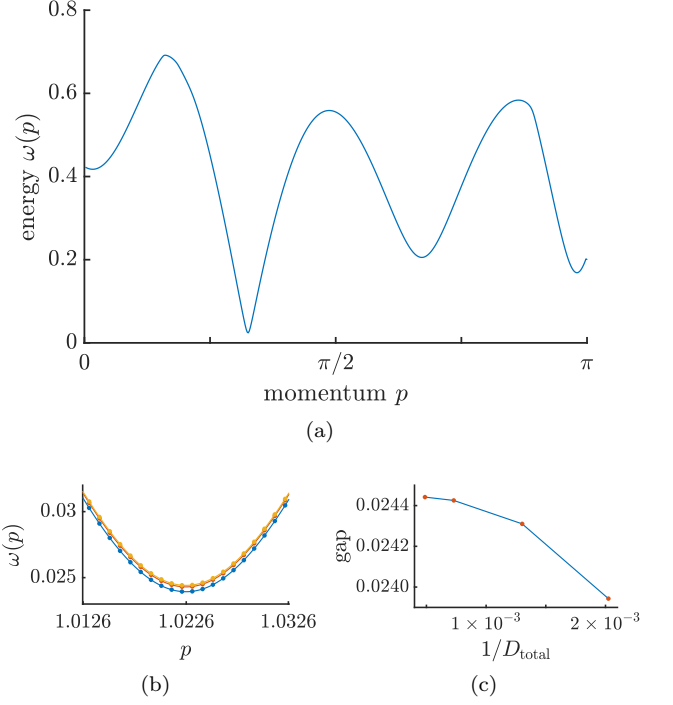 0.8
0.6
0.4
0.2
0
energy ω(p)
0 π/2 π
momentum p
(a)
0.03
0.025
ω(p)
1.0126 1.0226 1.0326
p
(b)
0.0244
0.0242
0.0240
gap
1 × 10⁻³ 2 × 10⁻³
1/D_total
(c)